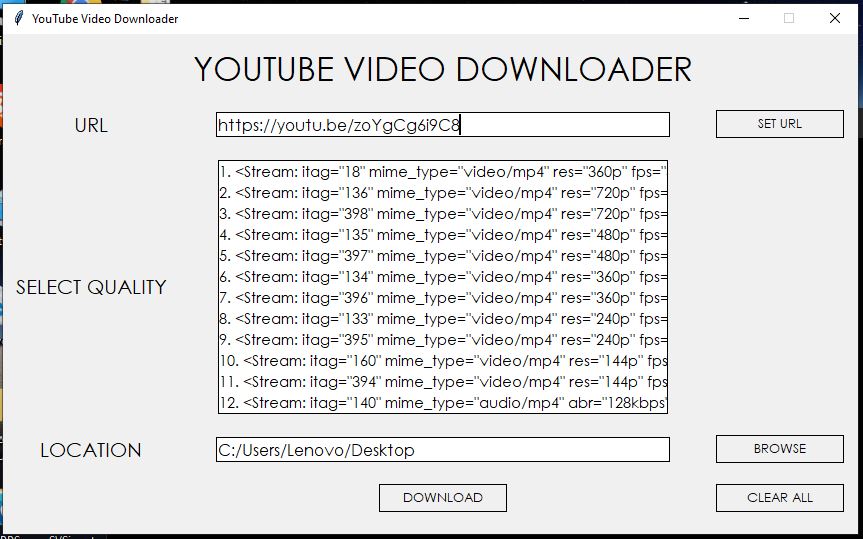 YouTube Video Downloader
YOUTUBE VIDEO DOWNLOADER
URL
https://youtu.be/zoYgCg6i9C8
SET URL
SELECT QUALITY
1. <Stream: itag="18" mime_type="video/mp4" res="360p" fps="
2. <Stream: itag="136" mime_type="video/mp4" res="720p" fps=
3. <Stream: itag="398" mime_type="video/mp4" res="720p" fps=
4. <Stream: itag="135" mime_type="video/mp4" res="480p" fps=
5. <Stream: itag="397" mime_type="video/mp4" res="480p" fps=
6. <Stream: itag="134" mime_type="video/mp4" res="360p" fps=
7. <Stream: itag="396" mime_type="video/mp4" res="360p" fps=
8. <Stream: itag="133" mime_type="video/mp4" res="240p" fps=
9. <Stream: itag="395" mime_type="video/mp4" res="240p" fps=
10. <Stream: itag="160" mime_type="video/mp4" res="144p" fps
11. <Stream: itag="394" mime_type="video/mp4" res="144p" fps
12. <Stream: itag="140" mime_type="audio/mp4" abr="128kbps"
LOCATION
C:/Users/Lenovo/Desktop
BROWSE
DOWNLOAD
CLEAR ALL